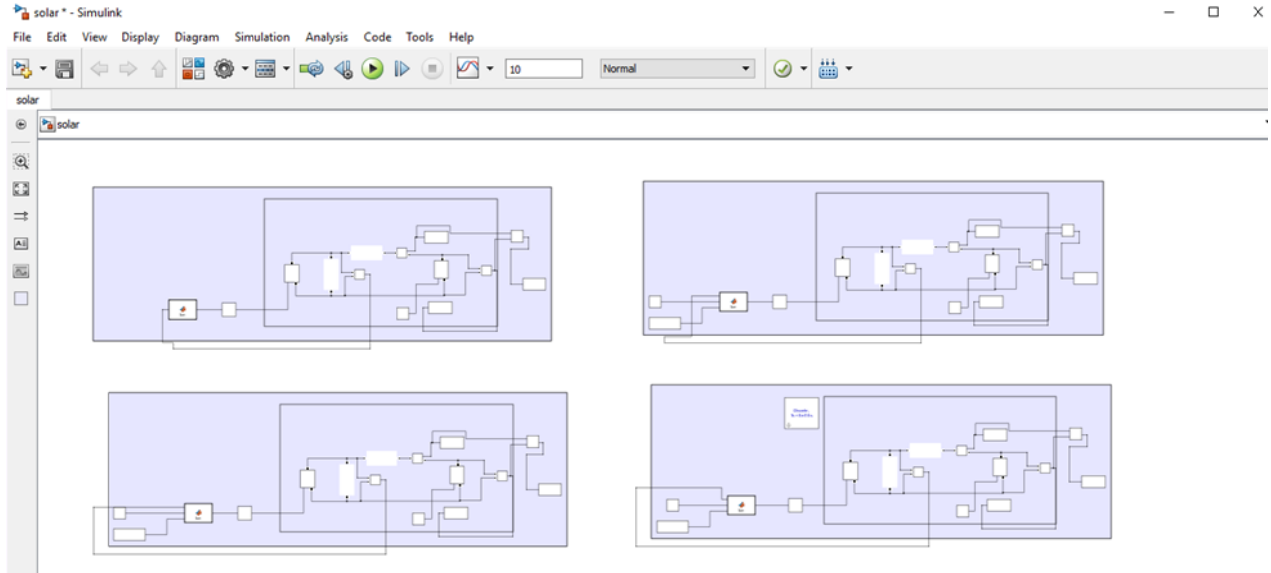 solar * - Simulink
File Edit View Display Diagram Simulation Analysis Code Tools Help
10 Normal
solar
solar